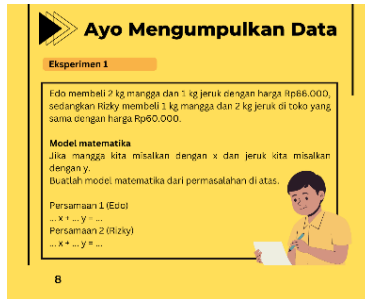 Ayo Mengumpulkan Data
Eksperimen 1
Edo membeli 2 kg mangga dan 1 kg jeruk dengan harga Rp66.000,
sedangkan Rizky membeli 1 kg mangga dan 2 kg jeruk di toko yang
sama dengan harga Rp60.000.
Model matematika
Jika mangga kita misalkan dengan x dan jeruk kita misalkan
dengan y.
Buatlah model matematika dari permasalahan di atas.
Persamaan 1 (Edo)
... x + ... y = ...
Persamaan 2 (Rizky)
... x + ... y = ...
8